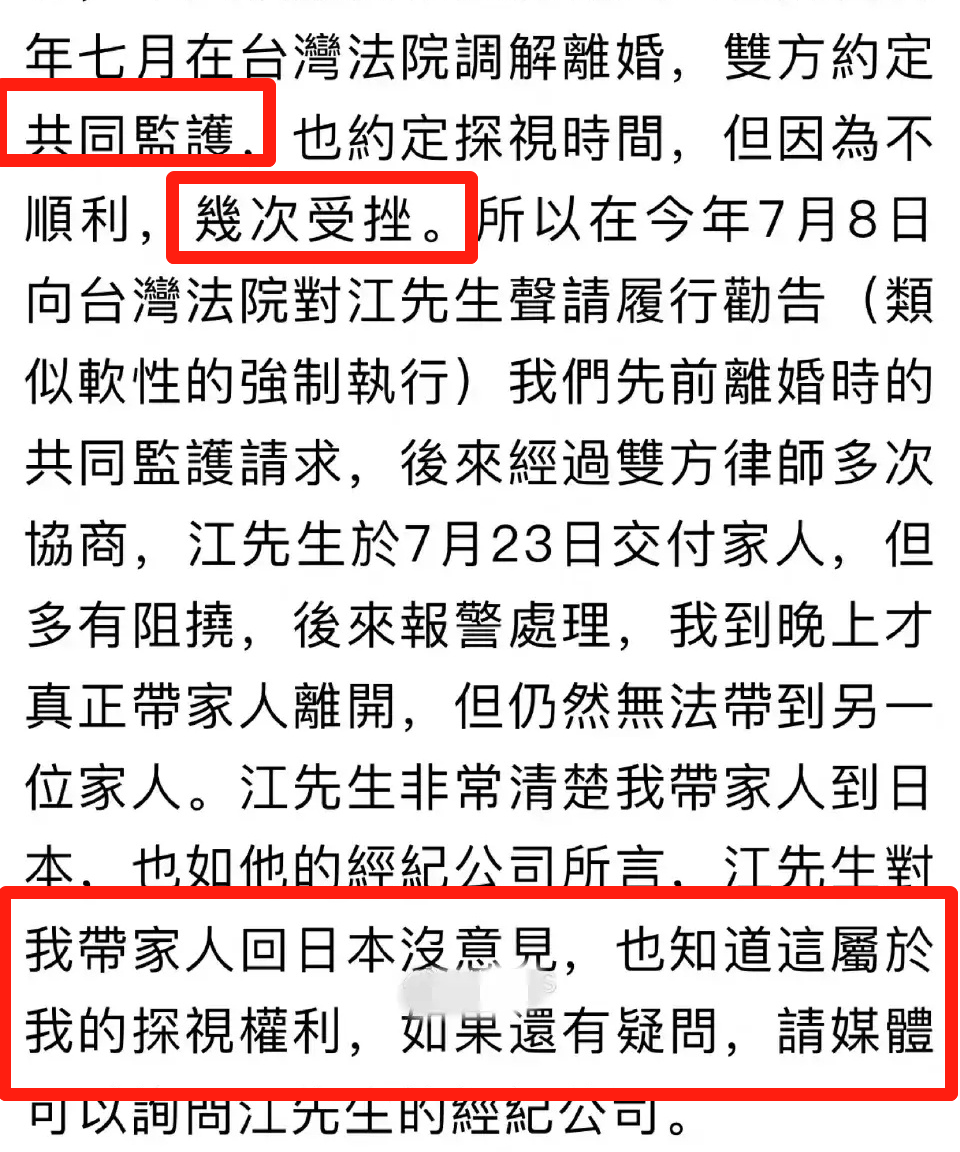 年七月在台灣法院調解離婚，雙方約定
共同監護，也約定探視時間，但因為不
順利，幾次受挫。所以在今年7月8日
向台灣法院對江先生聲請履行勸告（類
似軟性的強制執行）我們先前離婚時的
共同監護請求，後來經過雙方律師多次
協商，江先生於7月23日交付家人，但
多有阻撓，後來報警處理，我到晚上才
真正帶家人離開，但仍然無法帶到另一
位家人。江先生非常清楚我帶家人到日
本，也如他的經紀公司所言，江先生對
我帶家人回日本沒意見，也知道這屬於
我的探視權利，如果還有疑問，請媒體
可以詢問江先生的經紀公司。